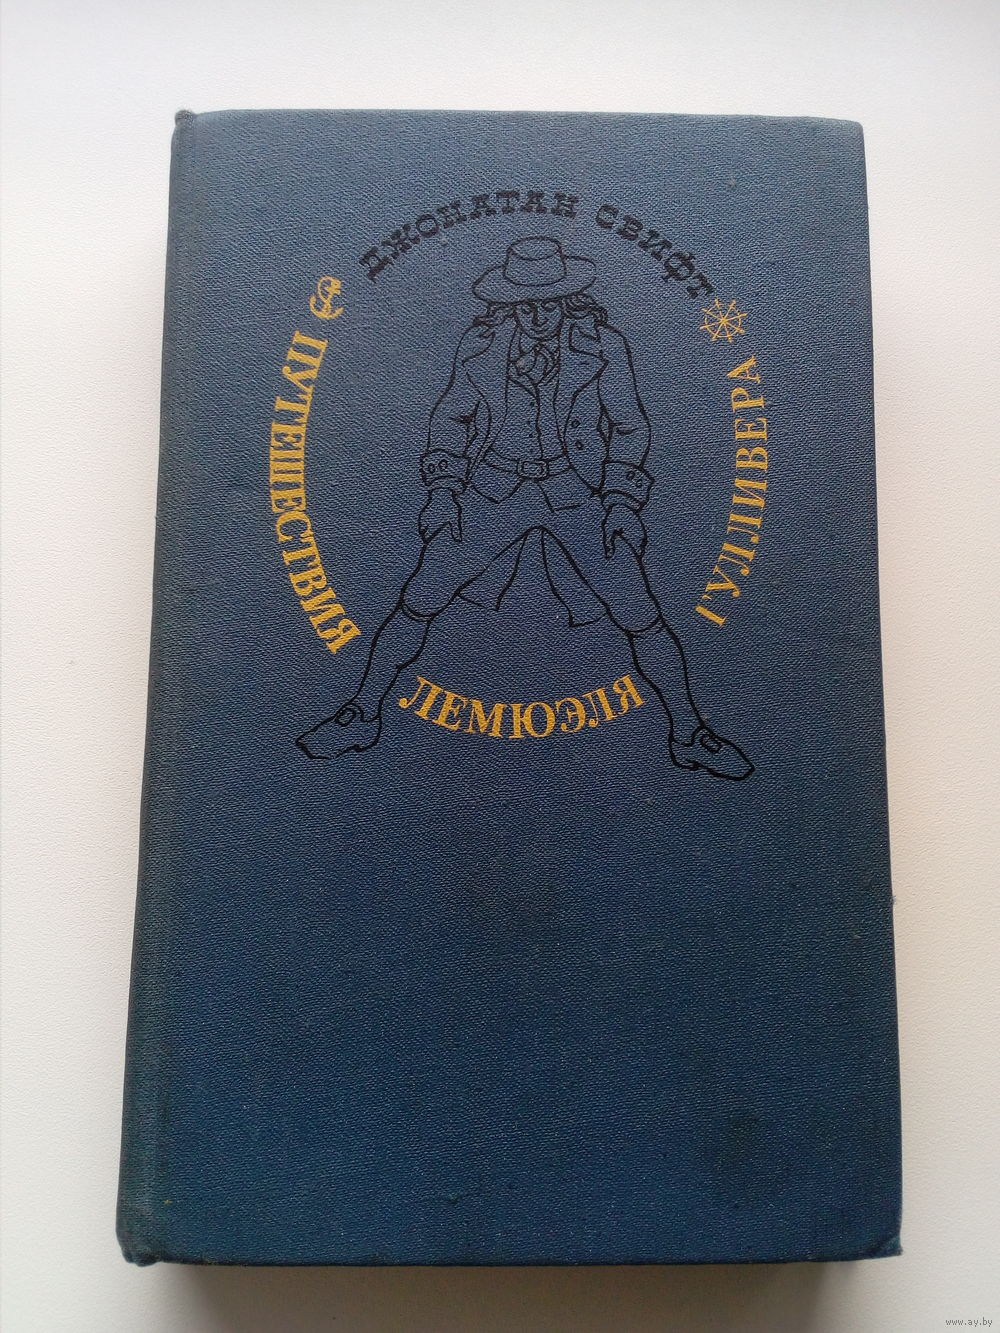 ДЖОНАТАН СВИФТ
ПУТЕШЕСТВИЯ
ЛЕМЮЭЛЯ
ГУЛЛИВЕРА
www.ay.by